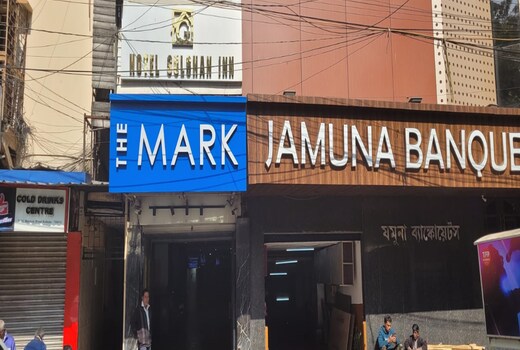 HOTEL GULSHAN INN
THE MARK
JAMUNA BANQUE
যমুনা ব্যাঙ্কোয়েটস
COLD DRINKS
CENTRE